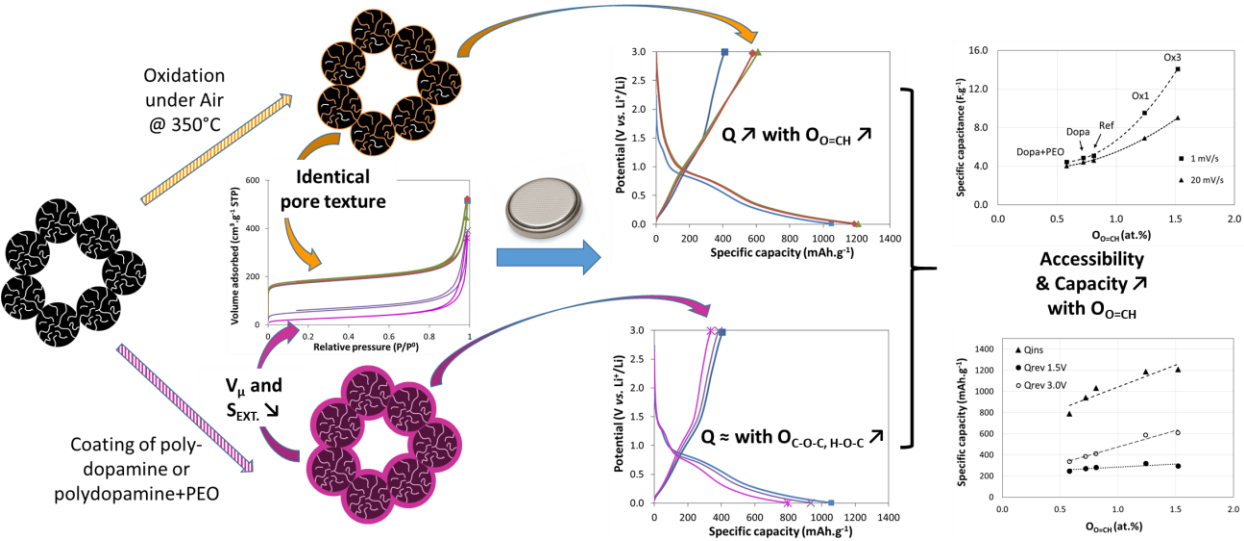 Oxidation
under Air
@ 350°C
Identical
pore texture
Volume adsorbed (cm³.g⁻¹ STP)
600
400
200
0
0
0.2
0.4
0.6
0.8
1
Relative pressure (P/P⁰)
Vµ and
S_EXT. ↘
Coating of poly-
dopamine or
polydopamine+PEO
Potential (V vs. Li⁺/Li)
3.0
2.5
2.0
1.5
1.0
0.5
0.0
Q ↗ with O_O=CH ↗
0
200
400
600
800
1000
1200
1400
Specific capacity (mAh.g⁻¹)
Potential (V vs. Li⁺/Li)
3.0
2.5
2.0
1.5
1.0
0.5
0.0
Q ≈ with O_C-O-C, H-O-C ↗
0
200
400
600
800
1000
1200
1400
Specific capacity (mAh.g⁻¹)
Specific capacitance (F.g⁻¹)
16.0
12.0
8.0
4.0
0.0
Ox3
Ox1
Ref
Dopa
Dopa+PEO
1 mV/s
20 mV/s
0.0
0.5
1.0
1.5
2.0
O_O=CH (at.%)
Accessibility
& Capacity ↗
with O_O=CH
Specific capacity (mAh.g⁻¹)
1400
1200
1000
800
600
400
200
0
Qins
Qrev 1.5V
Qrev 3.0V
0.0
0.5
1.0
1.5
2.0
O_O=CH (at.%)